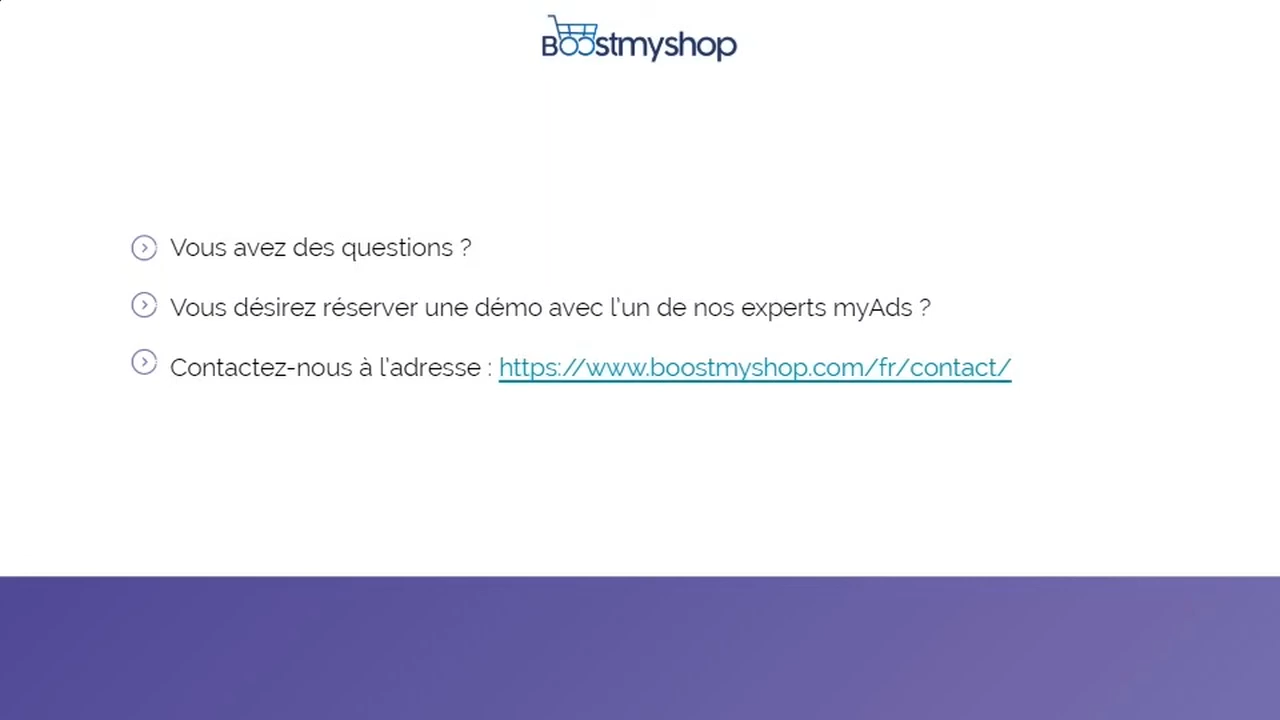 Boostmyshop
Vous avez des questions ?
Vous désirez réserver une démo avec l'un de nos experts myAds ?
Contactez-nous à l'adresse : https://www.boostmyshop.com/fr/contact/